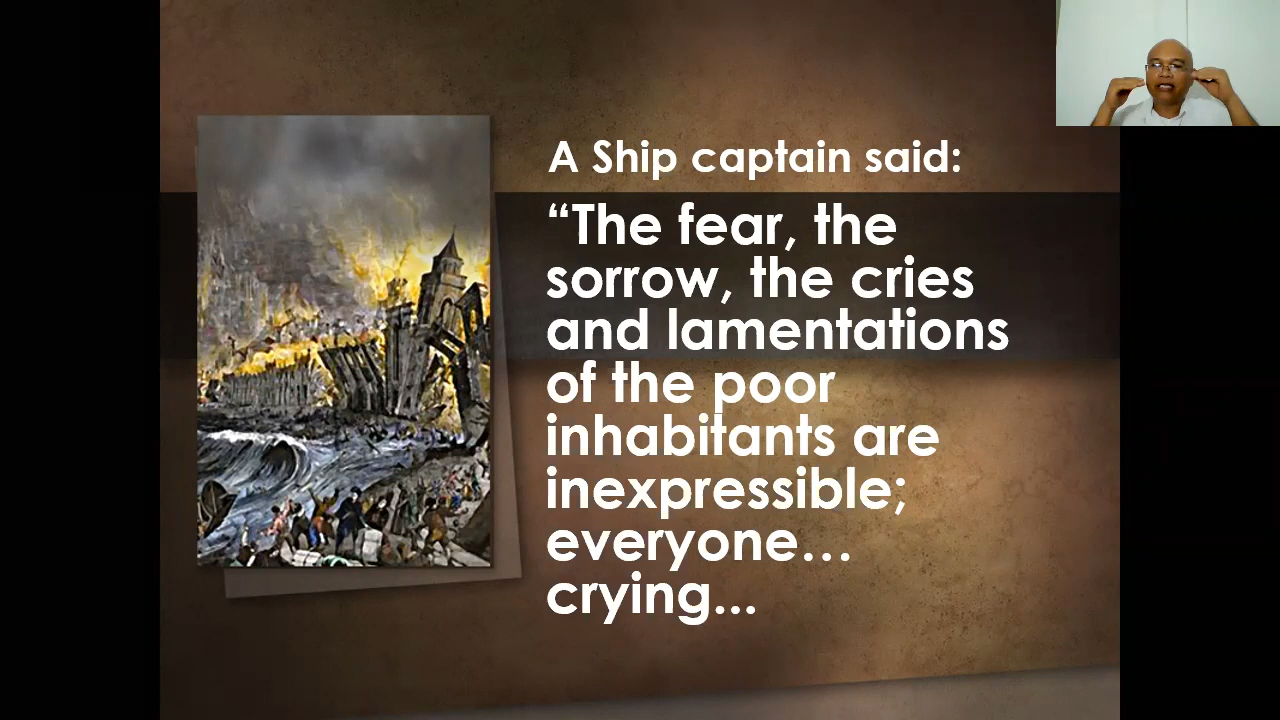 A Ship captain said:
“The fear, the
sorrow, the cries
and lamentations
of the poor
inhabitants are
inexpressible;
everyone…
crying...